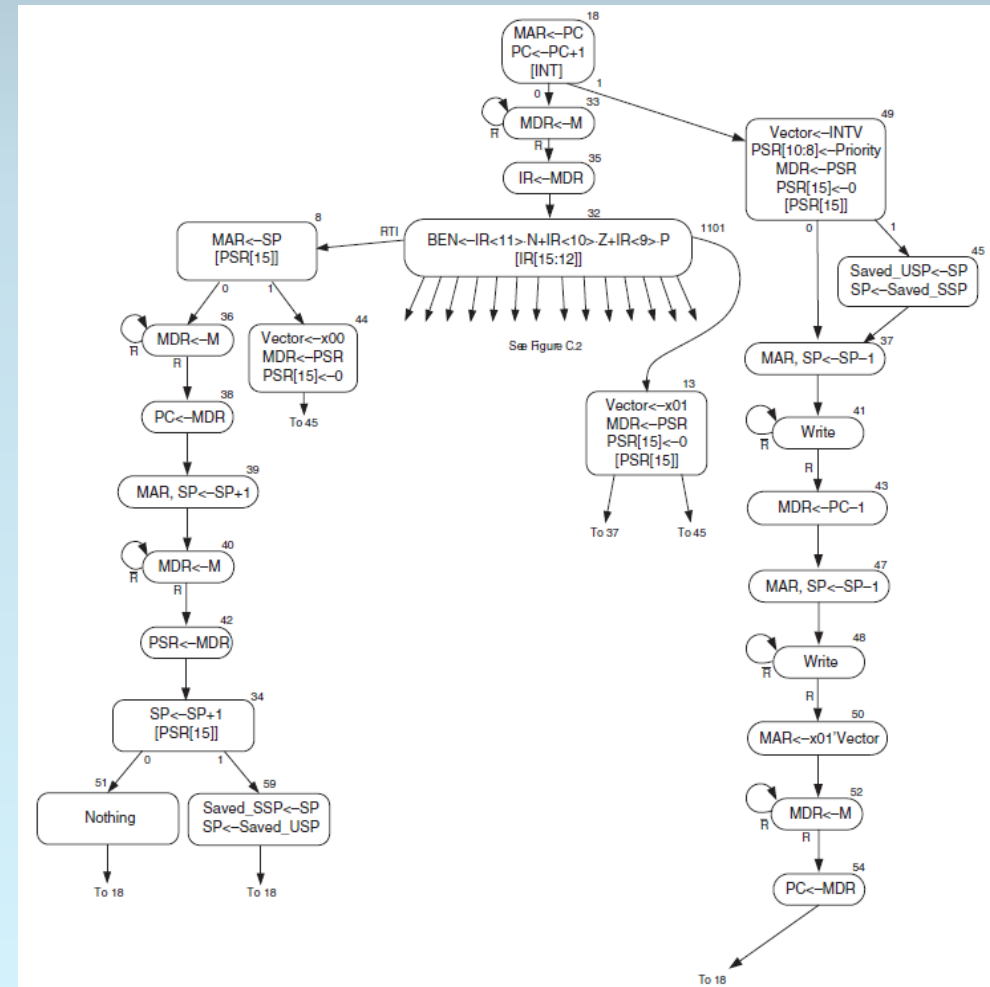 18
MAR<–PC
PC<–PC+1
[INT]
0
1
33
MDR<–M
R̅
R
35
IR<–MDR
32
BEN<–IR<11>·N+IR<10>·Z+IR<9>·P
[IR[15:12]]
RTI
1101
See Figure C.2
8
MAR<–SP
[PSR[15]]
0
1
36
MDR<–M
R̅
R
44
Vector<–x00
MDR<–PSR
PSR[15]<–0
To 45
38
PC<–MDR
39
MAR, SP<–SP+1
40
MDR<–M
R̅
R
42
PSR<–MDR
34
SP<–SP+1
[PSR[15]]
0
1
51
Nothing
To 18
59
Saved_SSP<–SP
SP<–Saved_USP
To 18
13
Vector<–x01
MDR<–PSR
PSR[15]<–0
[PSR[15]]
To 37
To 45
49
Vector<–INTV
PSR[10:8]<–Priority
MDR<–PSR
PSR[15]<–0
[PSR[15]]
0
1
45
Saved_USP<–SP
SP<–Saved_SSP
37
MAR, SP<–SP–1
41
Write
R̅
R
43
MDR<–PC–1
47
MAR, SP<–SP–1
48
Write
R̅
R
50
MAR<–x01'Vector
52
MDR<–M
R̅
R
54
PC<–MDR
To 18